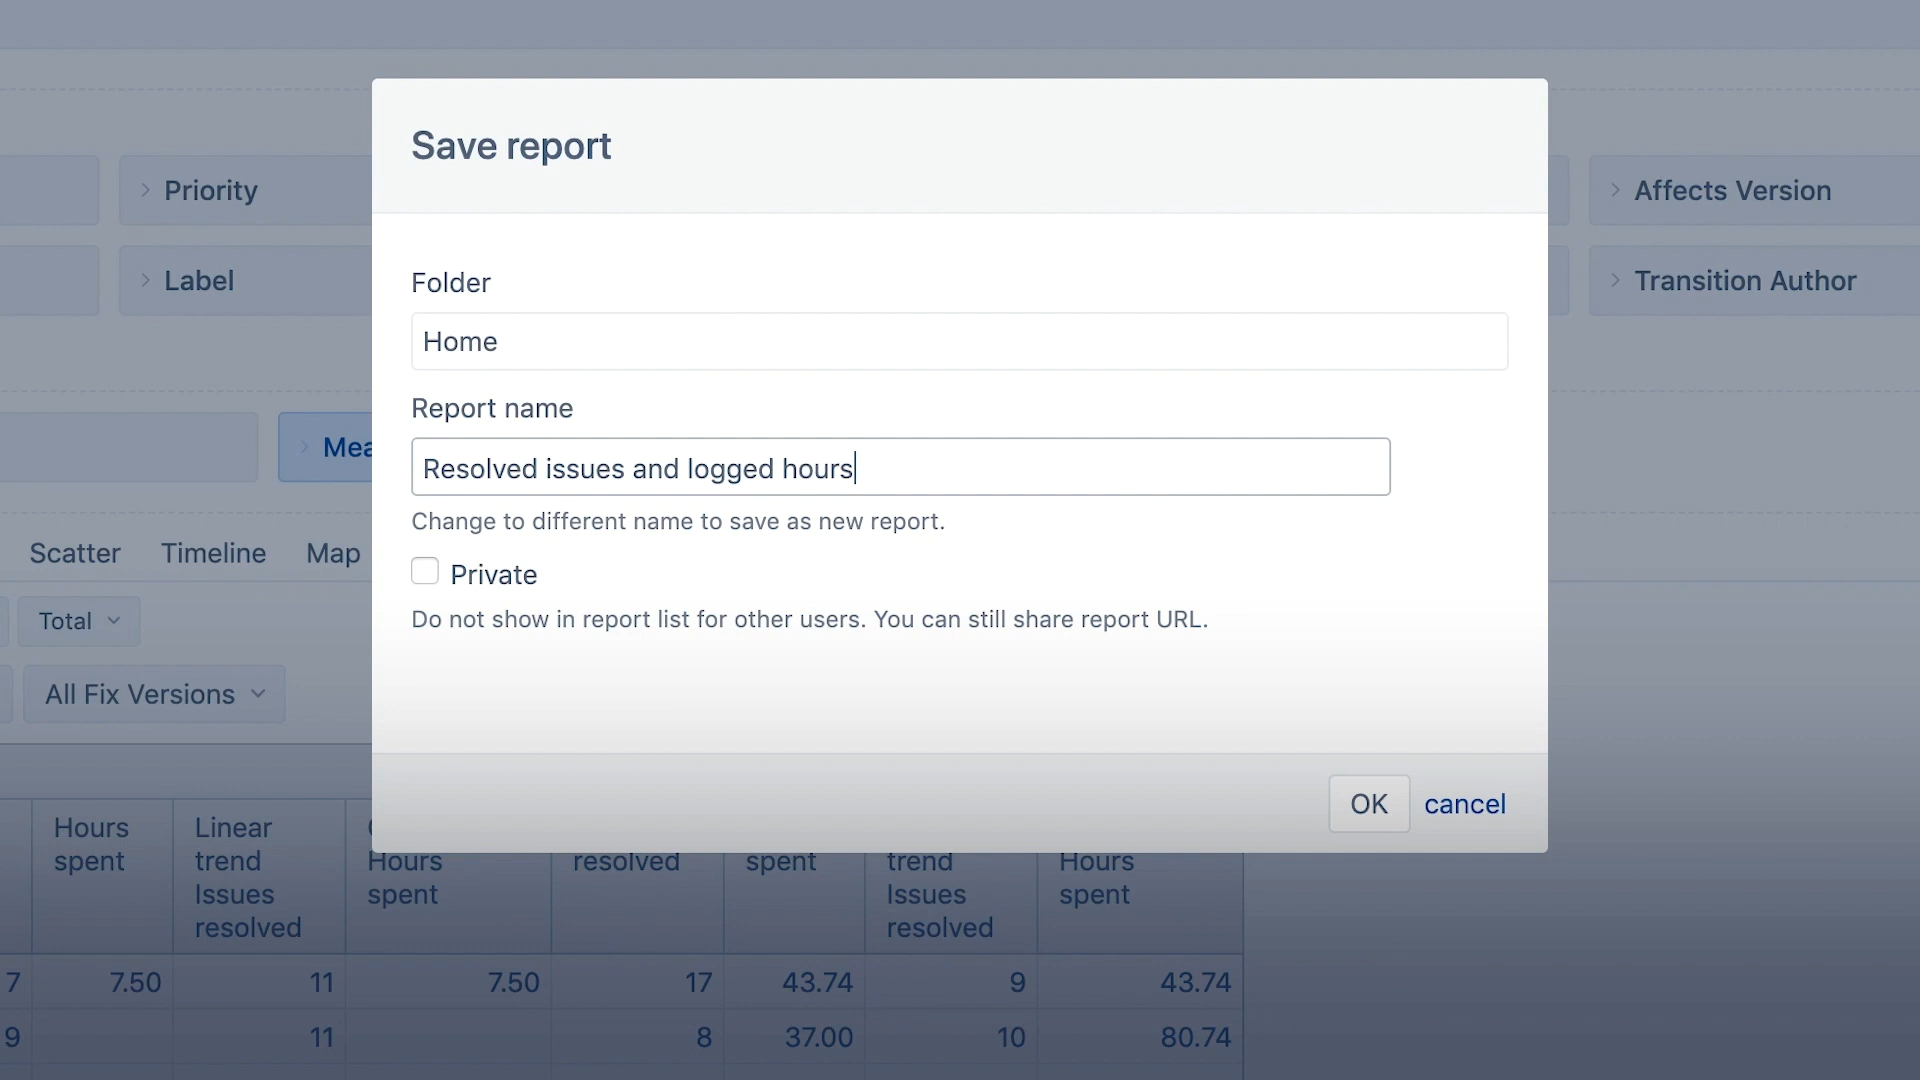 Save report
Priority
Affects Version
Label
Transition Author
Folder
Home
Report name
Mea
Resolved issues and logged hours
Change to different name to save as new report.
Scatter Timeline Map
Private
Do not show in report list for other users. You can still share report URL.
Total
All Fix Versions
OK cancel
Hours
spent
Linear
trend
Issues
resolved
Hours
spent
resolved
spent
trend
Issues
resolved
Hours
spent
7 7.50 11 7.50 17 43.74 9 43.74
9 11 8 37.00 10 80.74